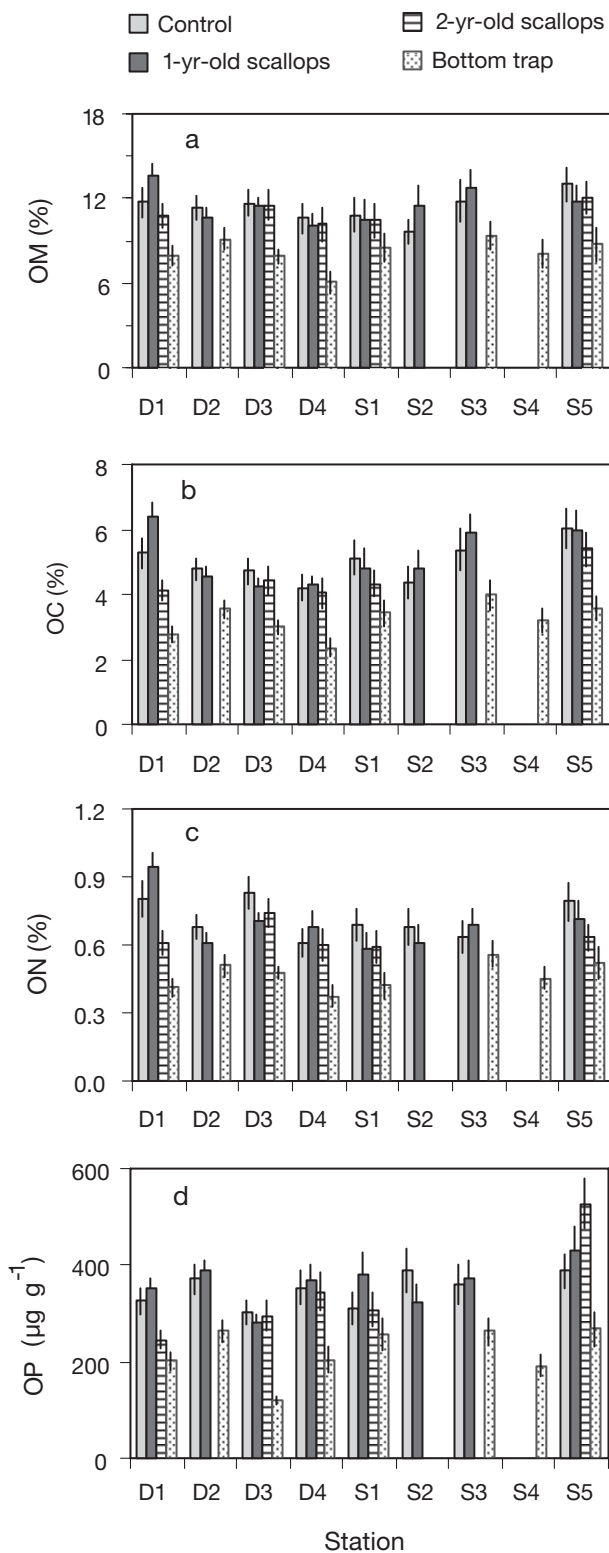 Control
2-yr-old scallops
1-yr-old scallops
Bottom trap
18
a
12
OM (%)
6
0
D1 D2 D3 D4 S1 S2 S3 S4 S5
8
b
6
OC (%)
4
2
0
D1 D2 D3 D4 S1 S2 S3 S4 S5
1.2
c
0.9
ON (%)
0.6
0.3
0.0
D1 D2 D3 D4 S1 S2 S3 S4 S5
600
d
400
OP (µg g⁻¹)
200
0
D1 D2 D3 D4 S1 S2 S3 S4 S5
Station